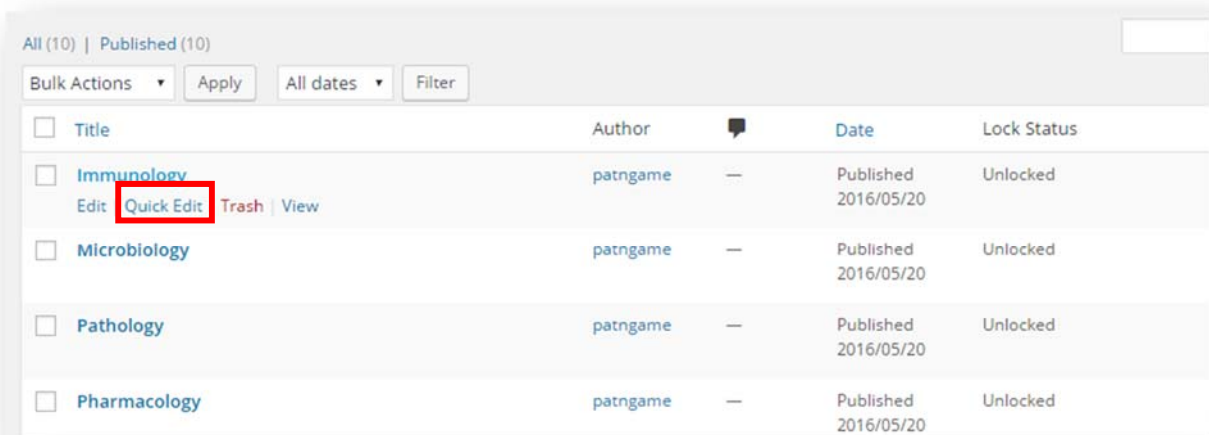 All (10) | Published (10)
Bulk Actions Apply All dates Filter
Title Author Date Lock Status
Immunology patngame — Published Unlocked
2016/05/20
Edit Quick Edit Trash | View
Microbiology patngame — Published Unlocked
2016/05/20
Pathology patngame — Published Unlocked
2016/05/20
Pharmacology patngame — Published Unlocked
2016/05/20